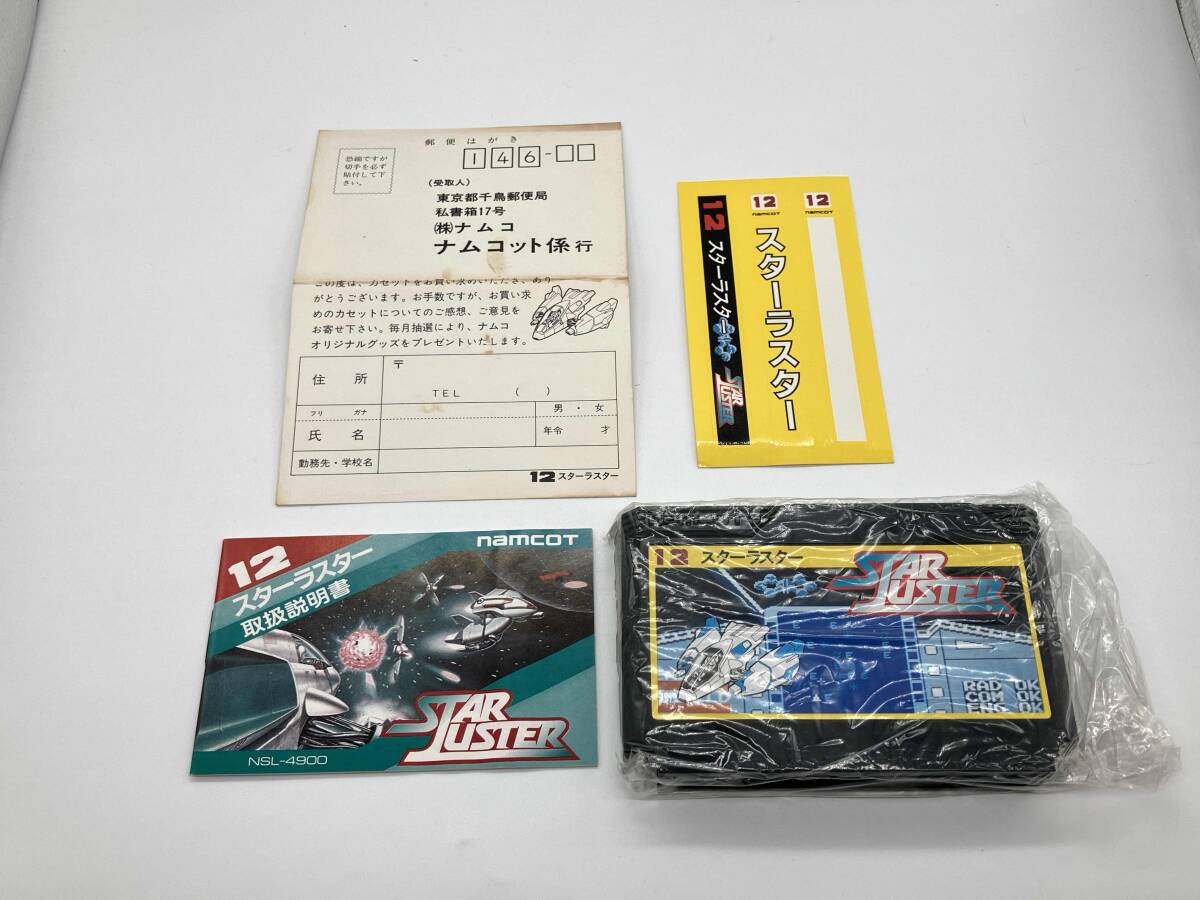 郵便はがき
恐縮ですが
切手を必ず
貼付して下
さい。
146-
(受取人)
東京都千鳥郵便局
私書箱17号
㈱ナムコ
ナムコット係 行
この度は、カセットをお買い求めいただき、あり
がとうございます。お手数ですが、お買い求
めのカセットについてのご感想、ご意見を
お寄せ下さい。毎月抽選により、ナムコ
オリジナルグッズをプレゼントいたします。
住所
〒
TEL ( )
フリ ガナ
氏名
男・女
年令 才
勤務先・学校名
12 スターラスター
12 スターラスター STAR LUSTER
12
namcot
スターラスター
12
namcot
12
スターラスター
取扱説明書
namcot
STAR
LUSTER
NSL-4900
12 スターラスター
STAR
LUSTER
E
E E E
E E
RAD OK
COM OK
ENG OK